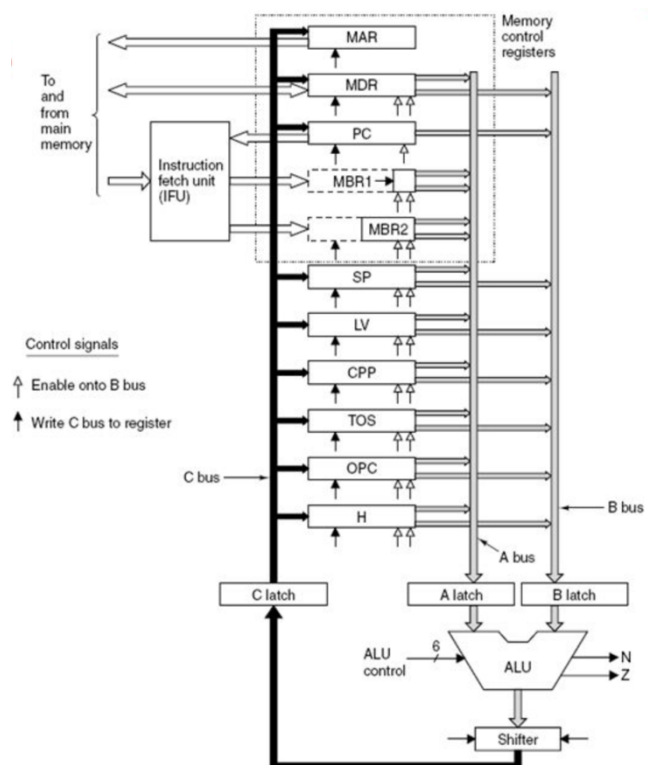 MAR
Memory
control
registers
To
and
from
main
memory
MDR
PC
Instruction
fetch unit
(IFU)
MBR1
MBR2
SP
LV
Control signals
Enable onto B bus
CPP
Write C bus to register
TOS
C bus
OPC
H
B bus
A bus
C latch
A latch
B latch
ALU
control
6
ALU
N
Z
Shifter